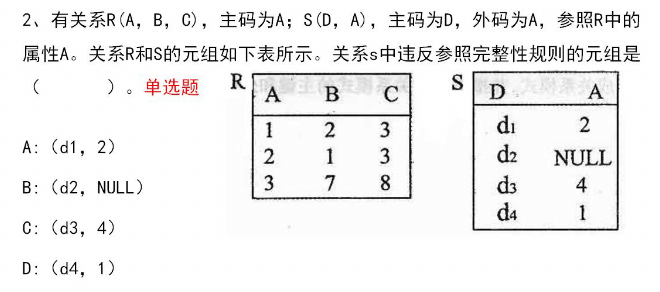 2、有关系R(A, B, C), 主码为A; S(D, A), 主码为D, 外码为A, 参照R中的
属性A。关系R和S的元组如下表所示。关系s中违反参照完整性规则的元组是
(    )。单选题
R
A B C
1 2 3
2 1 3
3 7 8
S
D A
d1 2
d2 NULL
d3 4
d4 1
A: (d1, 2)
B: (d2, NULL)
C: (d3, 4)
D: (d4, 1)